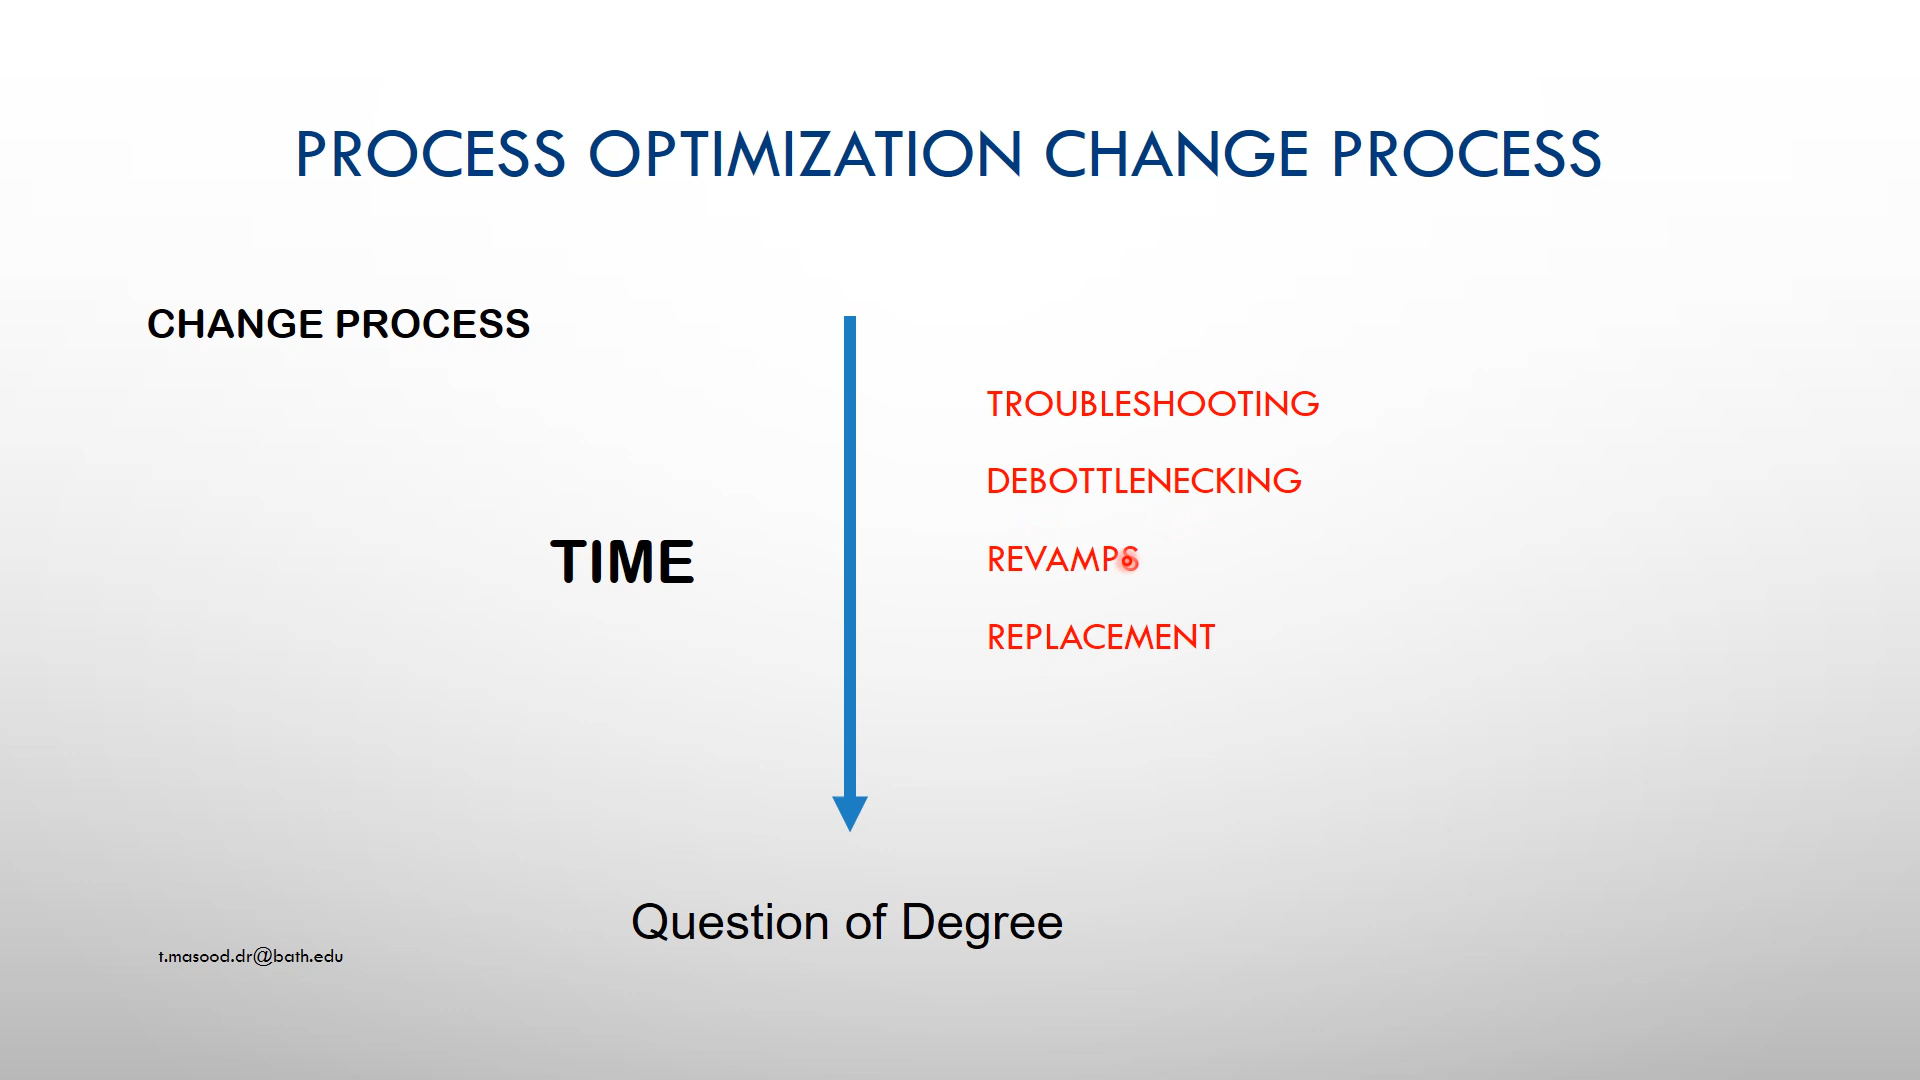 PROCESS OPTIMIZATION CHANGE PROCESS
CHANGE PROCESS
TROUBLESHOOTING
DEBOTTLENECKING
TIME
REVAMPS
REPLACEMENT
Question of Degree
t.masood.dr@bath.edu